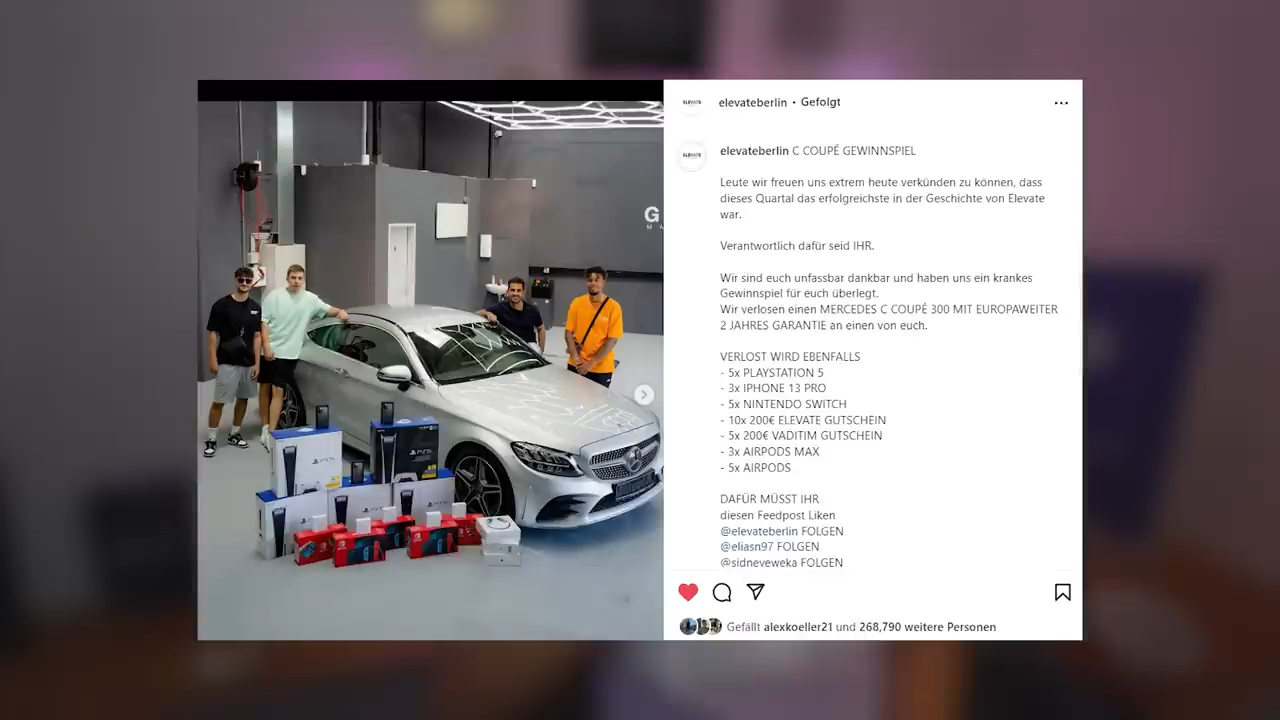 elevateberlin • Gefolgt
elevateberlin C COUPÉ GEWINNSPIEL
Leute wir freuen uns extrem heute verkünden zu können, dass
dieses Quartal das erfolgreichste in der Geschichte von Elevate
war.
Verantwortlich dafür seid IHR.
Wir sind euch unfassbar dankbar und haben uns ein krankes
Gewinnspiel für euch überlegt.
Wir verlosen einen MERCEDES C COUPÉ 300 MIT EUROPAWEITER
2 JAHRES GARANTIE an einen von euch.
VERLOST WIRD EBENFALLS
- 5x PLAYSTATION 5
- 3x IPHONE 13 PRO
- 5x NINTENDO SWITCH
- 10x 200€ ELEVATE GUTSCHEIN
- 5x 200€ VADITIM GUTSCHEIN
- 3x AIRPODS MAX
- 5x AIRPODS
DAFÜR MÜSST IHR
diesen Feedpost Liken
@elevateberlin FOLGEN
@eliasn97 FOLGEN
@sidneyeweka FOLGEN
Gefällt alexkoeller21 und 268,790 weitere Personen
G
M A
PS5